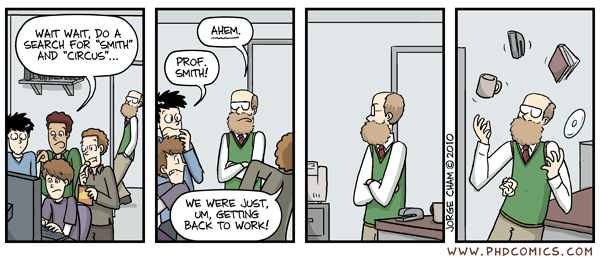 WAIT WAIT, DO A
SEARCH FOR "SMITH"
AND "CIRCUS"...
AHEM.
PROF.
SMITH!
WE WERE JUST,
UM, GETTING
BACK TO WORK!
JORGE CHAM © 2010
WWW.PHDCOMICS.COM